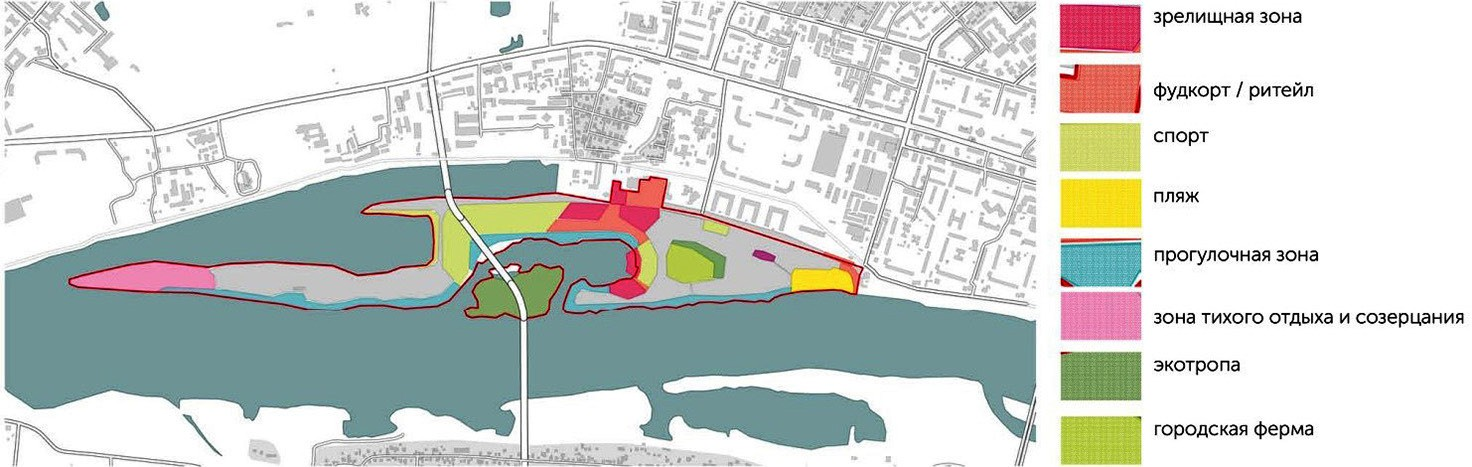 зрелищная зона
фудкорт / ритейл
спорт
пляж
прогулочная зона
зона тихого отдыха и созерцания
экотропа
городская ферма